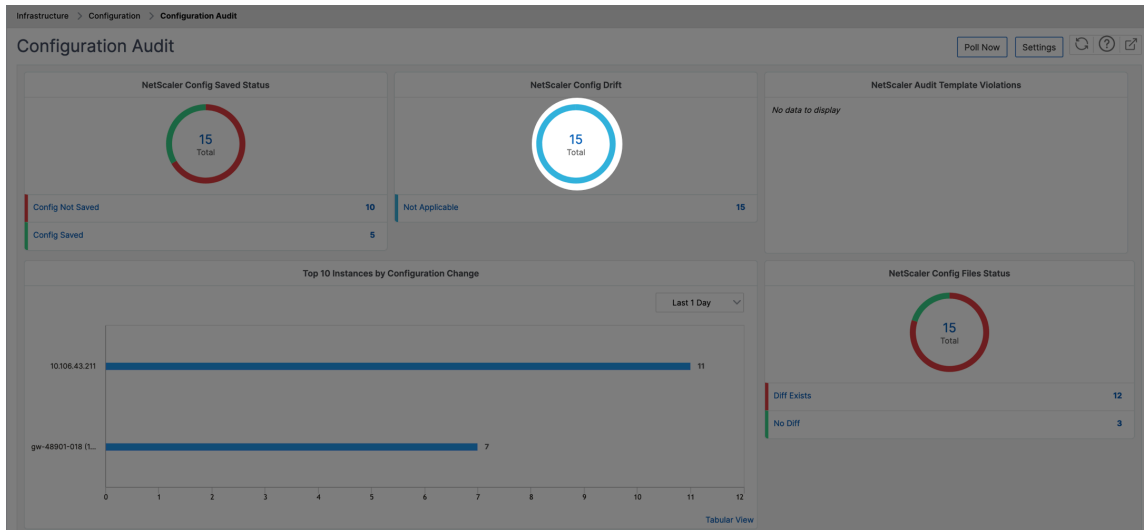 Infrastructure > Configuration > Configuration Audit
Configuration Audit
Poll Now
Settings
NetScaler Config Saved Status
15
Total
Config Not Saved 10
Config Saved 5
NetScaler Config Drift
15
Total
Not Applicable 15
NetScaler Audit Template Violations
No data to display
Top 10 Instances by Configuration Change
Last 1 Day
10.106.43.211 11
gw-48901-018 (1... 7
0 1 2 3 4 5 6 7 8 9 10 11 12
Tabular View
NetScaler Config Files Status
15
Total
Diff Exists 12
No Diff 3